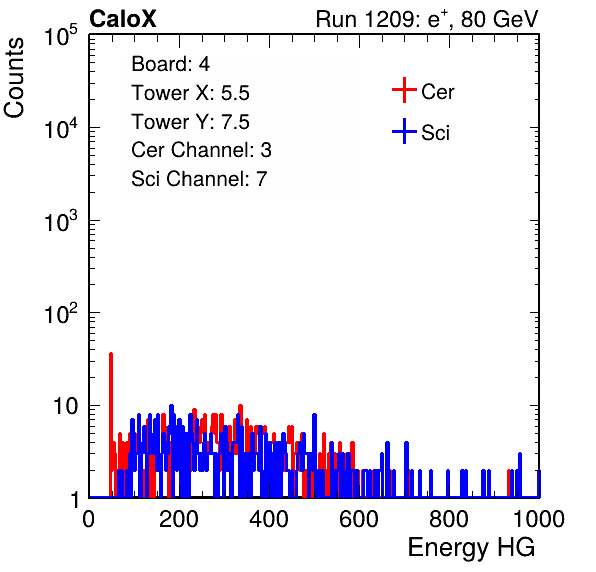 CaloX Run 1209: e⁺, 80 GeV
Counts
10⁵
10⁴
10³
10²
10
1
Board: 4
Tower X: 5.5
Tower Y: 7.5
Cer Channel: 3
Sci Channel: 7
Cer
Sci
0 200 400 600 800 1000
Energy HG